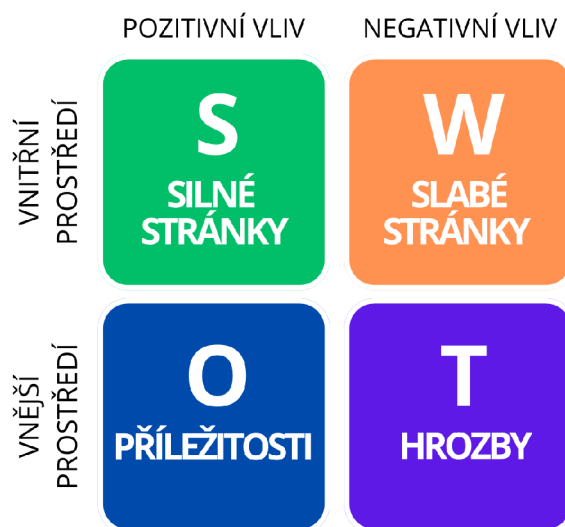 POZITIVNÍ VLIV
NEGATIVNÍ VLIV
VNITŘNÍ
PROSTŘEDÍ
S
SILNÉ
STRÁNKY
W
SLABÉ
STRÁNKY
VNĚJŠÍ
PROSTŘEDÍ
O
PŘÍLEŽITOSTI
T
HROZBY